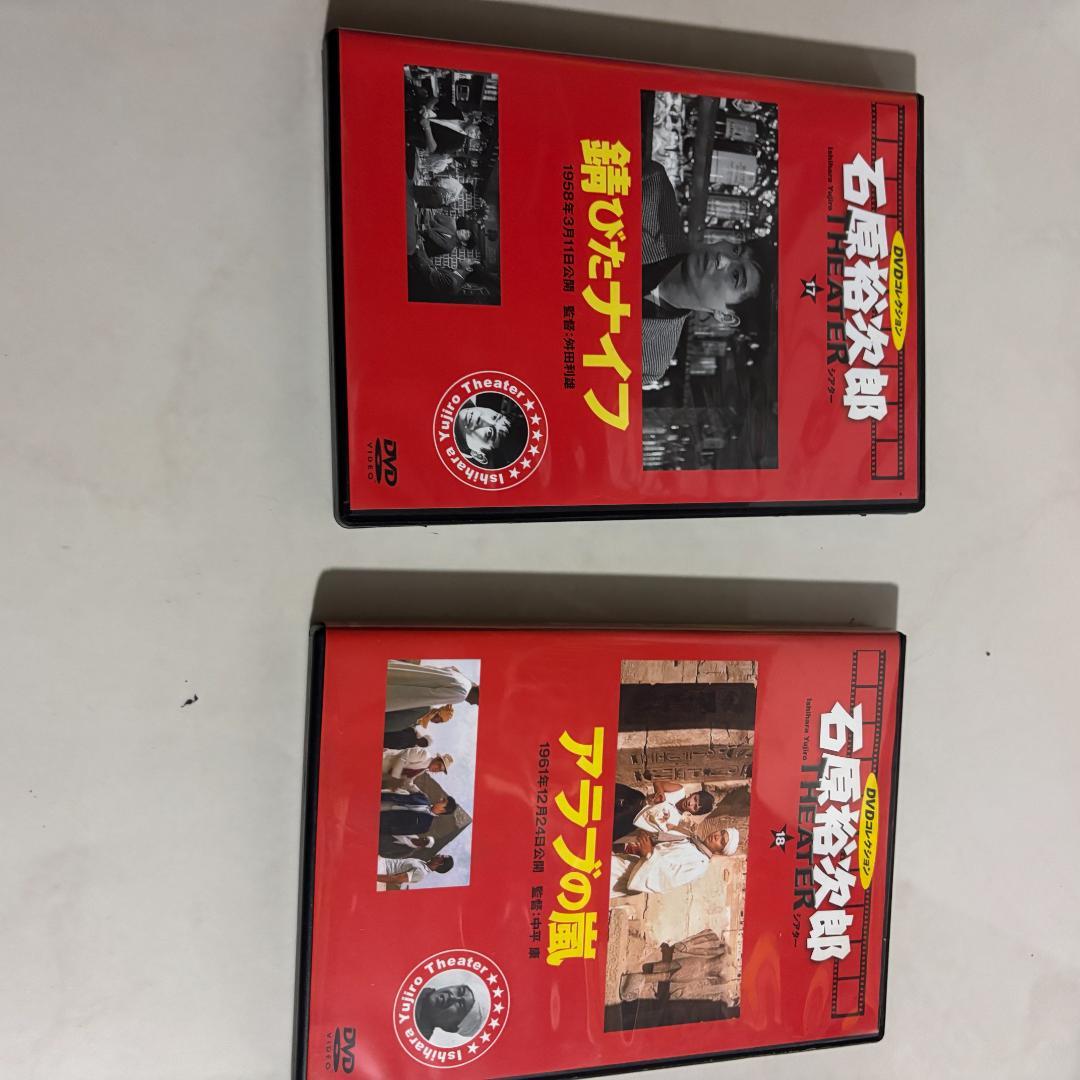 DVDコレクション
石原裕次郎
Ishihara Yujiro THEATER シアター
17
錆びたナイフ
1958年3月11日公開 監督:舛田利雄
Ishihara Yujiro Theater
DVD
VIDEO
DVDコレクション
石原裕次郎
Ishihara Yujiro THEATER シアター
18
アラブの嵐
1961年12月24日公開 監督:中平 康
Ishihara Yujiro Theater
DVD
VIDEO